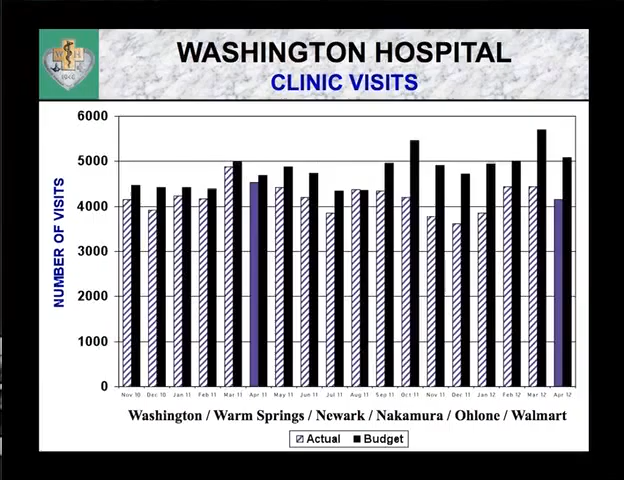 WASHINGTON HOSPITAL
CLINIC VISITS
6000
5000
4000
3000
2000
1000
0
NUMBER OF VISITS
Nov 10 Dec 10 Jan 11 Feb 11 Mar 11 Apr 11 May 11 Jun 11 Jul 11 Aug 11 Sep 11 Oct 11 Nov 11 Dec 11 Jan 12 Feb 12 Mar 12 Apr 12
Washington / Warm Springs / Newark / Nakamura / Ohlone / Walmart
Actual Budget